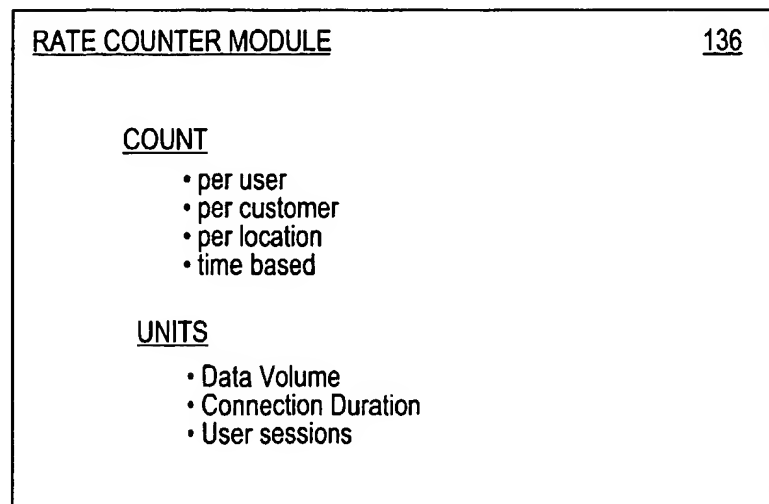 RATE COUNTER MODULE 136
COUNT
• per user
• per customer
• per location
• time based
UNITS
• Data Volume
• Connection Duration
• User sessions